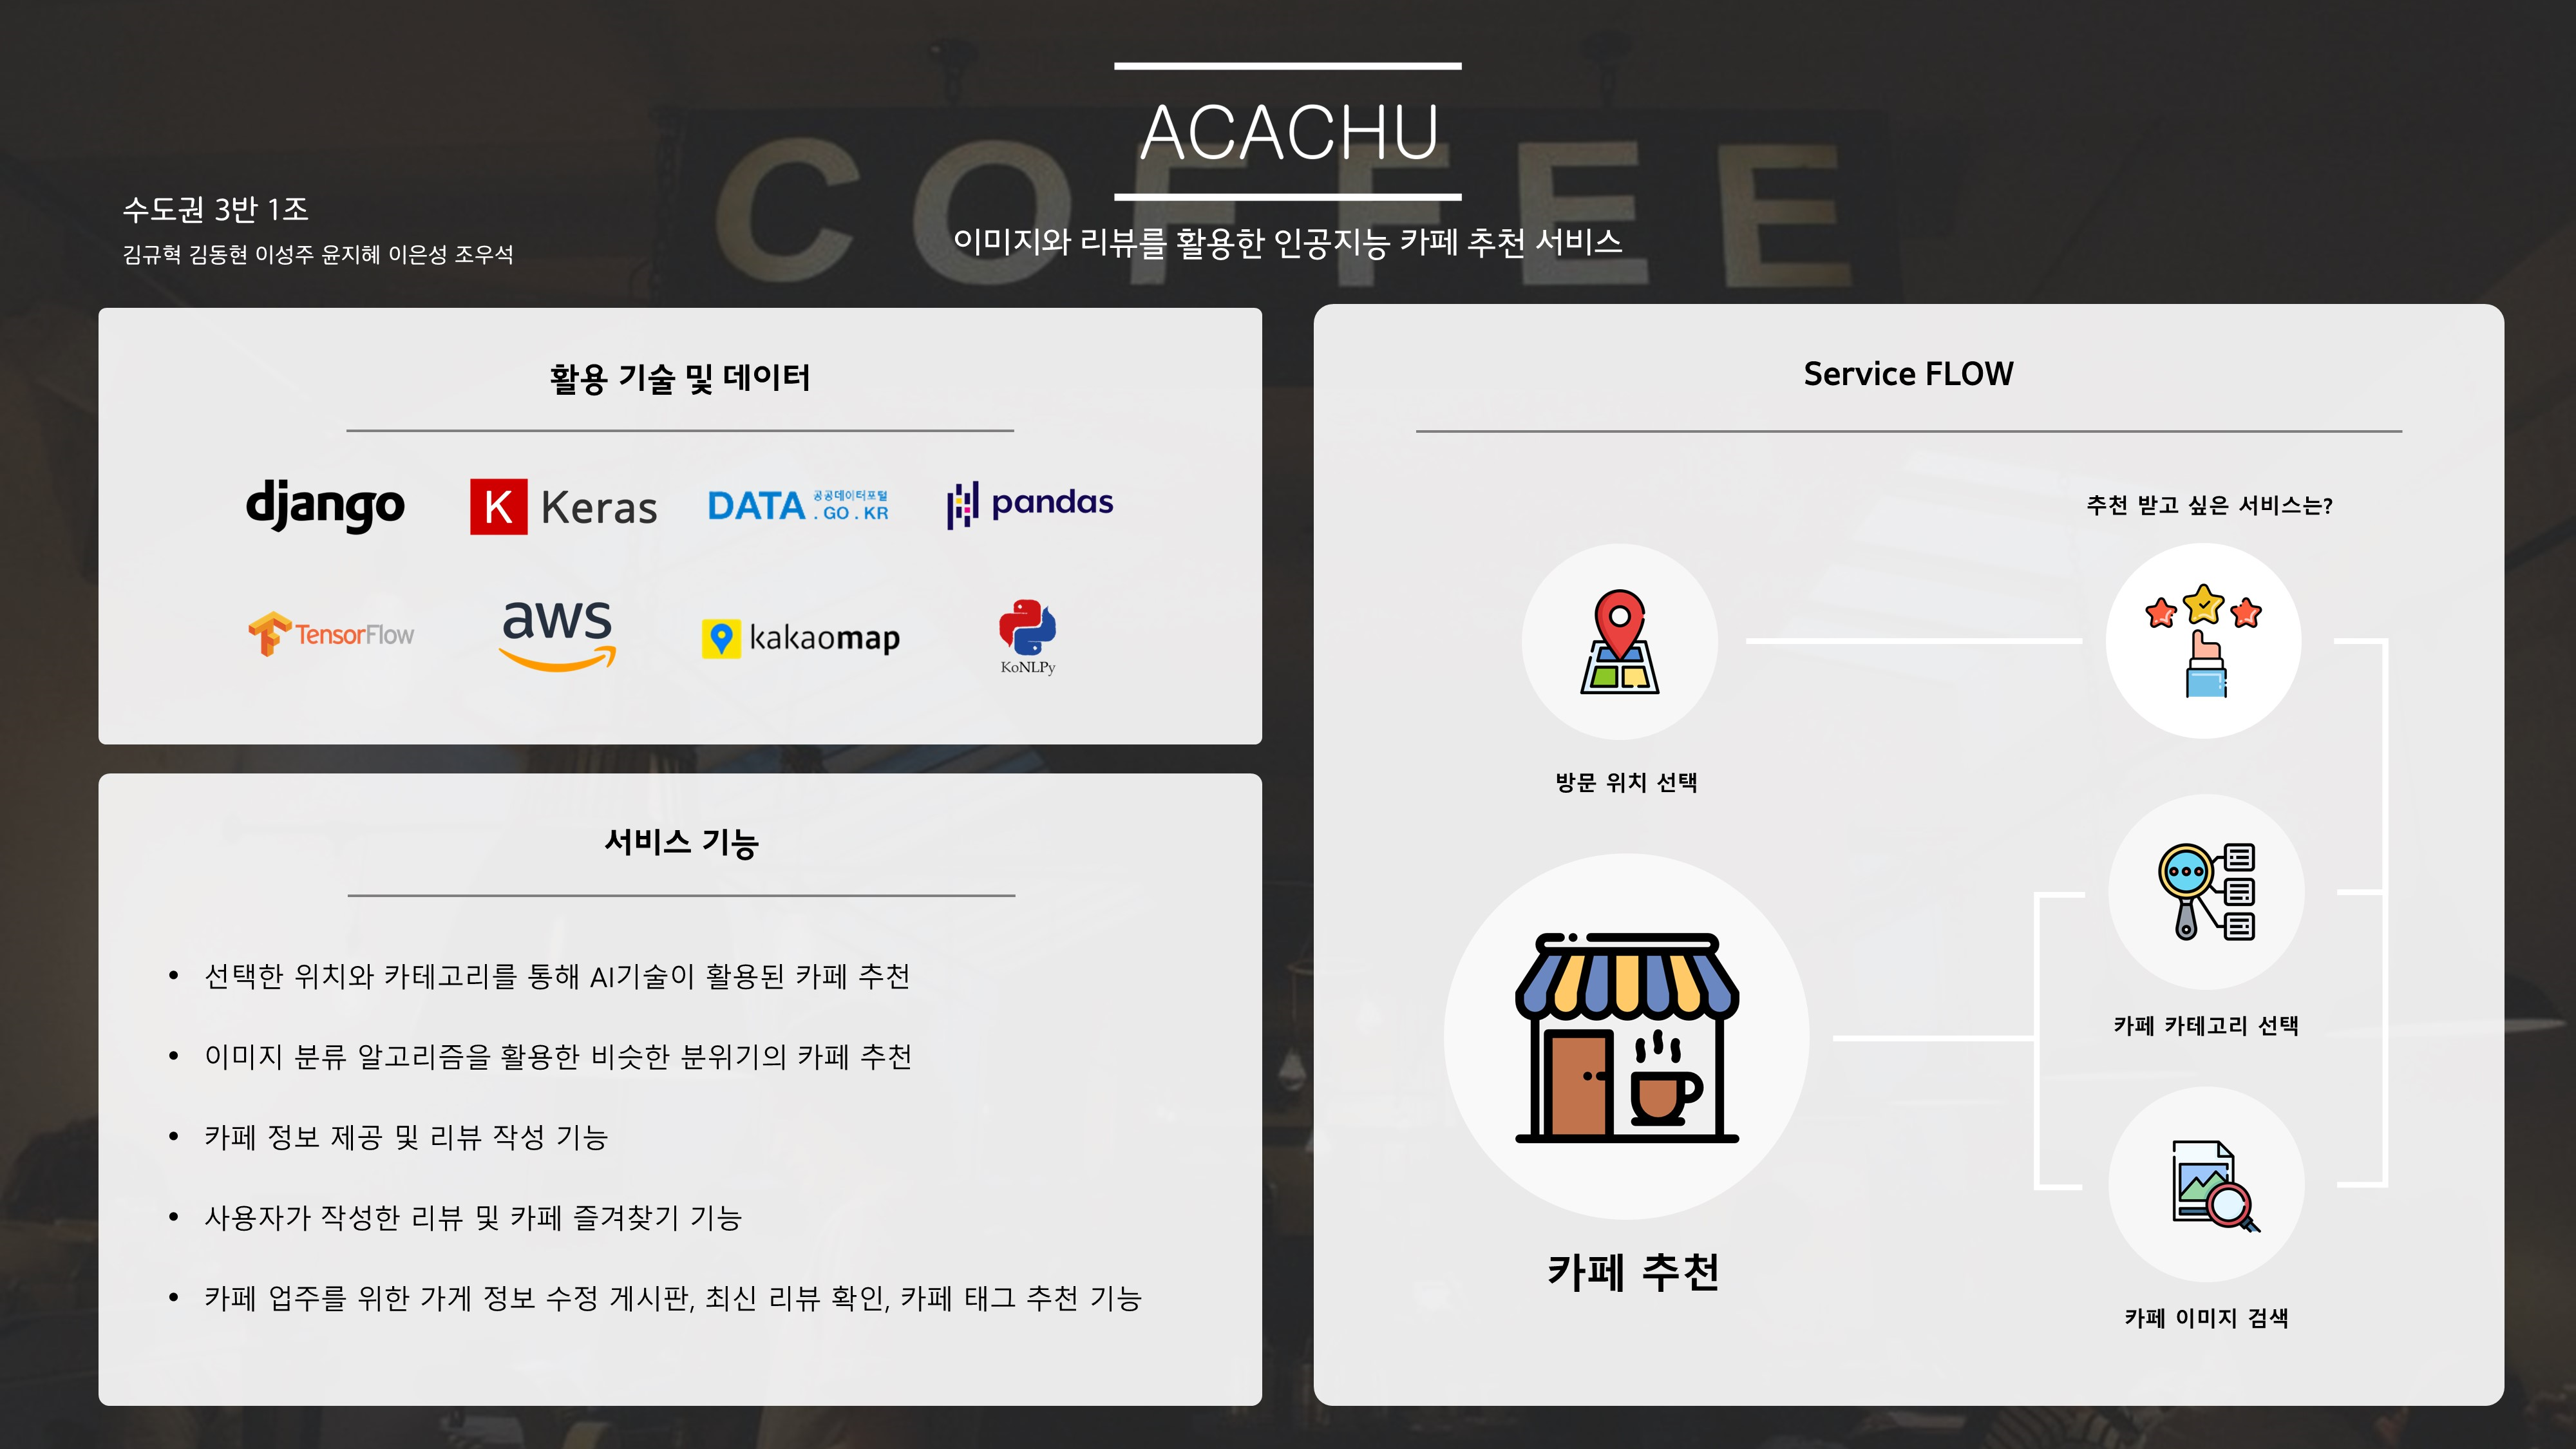 COFFEE
ACACHU
이미지와 리뷰를 활용한 인공지능 카페 추천 서비스
수도권 3반 1조
김규혁 김동현 이성주 윤지혜 이은성 조우석
활용 기술 및 데이터
django
K Keras
DATA 공공데이터포털
. GO . KR
pandas
TensorFlow
aws
kakaomap
KoNLPy
서비스 기능
• 선택한 위치와 카테고리를 통해 AI기술이 활용된 카페 추천
• 이미지 분류 알고리즘을 활용한 비슷한 분위기의 카페 추천
• 카페 정보 제공 및 리뷰 작성 기능
• 사용자가 작성한 리뷰 및 카페 즐겨찾기 기능
• 카페 업주를 위한 가게 정보 수정 게시판, 최신 리뷰 확인, 카페 태그 추천 기능
Service FLOW
추천 받고 싶은 서비스는?
방문 위치 선택
카페 카테고리 선택
카페 추천
카페 이미지 검색